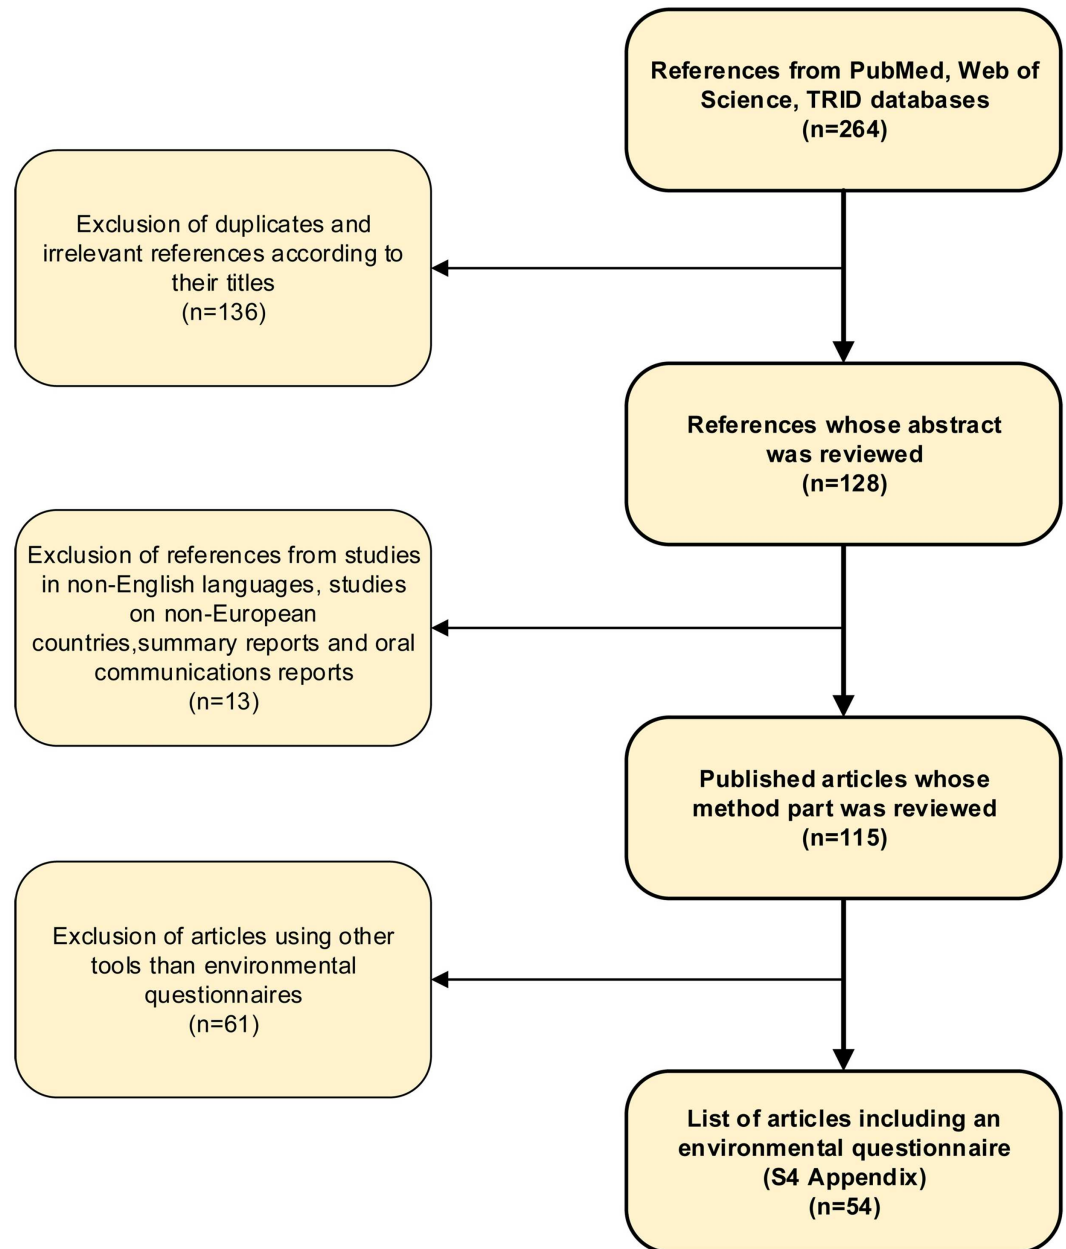 References from PubMed, Web of
Science, TRID databases
(n=264)
Exclusion of duplicates and
irrelevant references according to
their titles
(n=136)
References whose abstract
was reviewed
(n=128)
Exclusion of references from studies
in non-English languages, studies
on non-European
countries,summary reports and oral
communications reports
(n=13)
Published articles whose
method part was reviewed
(n=115)
Exclusion of articles using other
tools than environmental
questionnaires
(n=61)
List of articles including an
environmental questionnaire
(S4 Appendix)
(n=54)